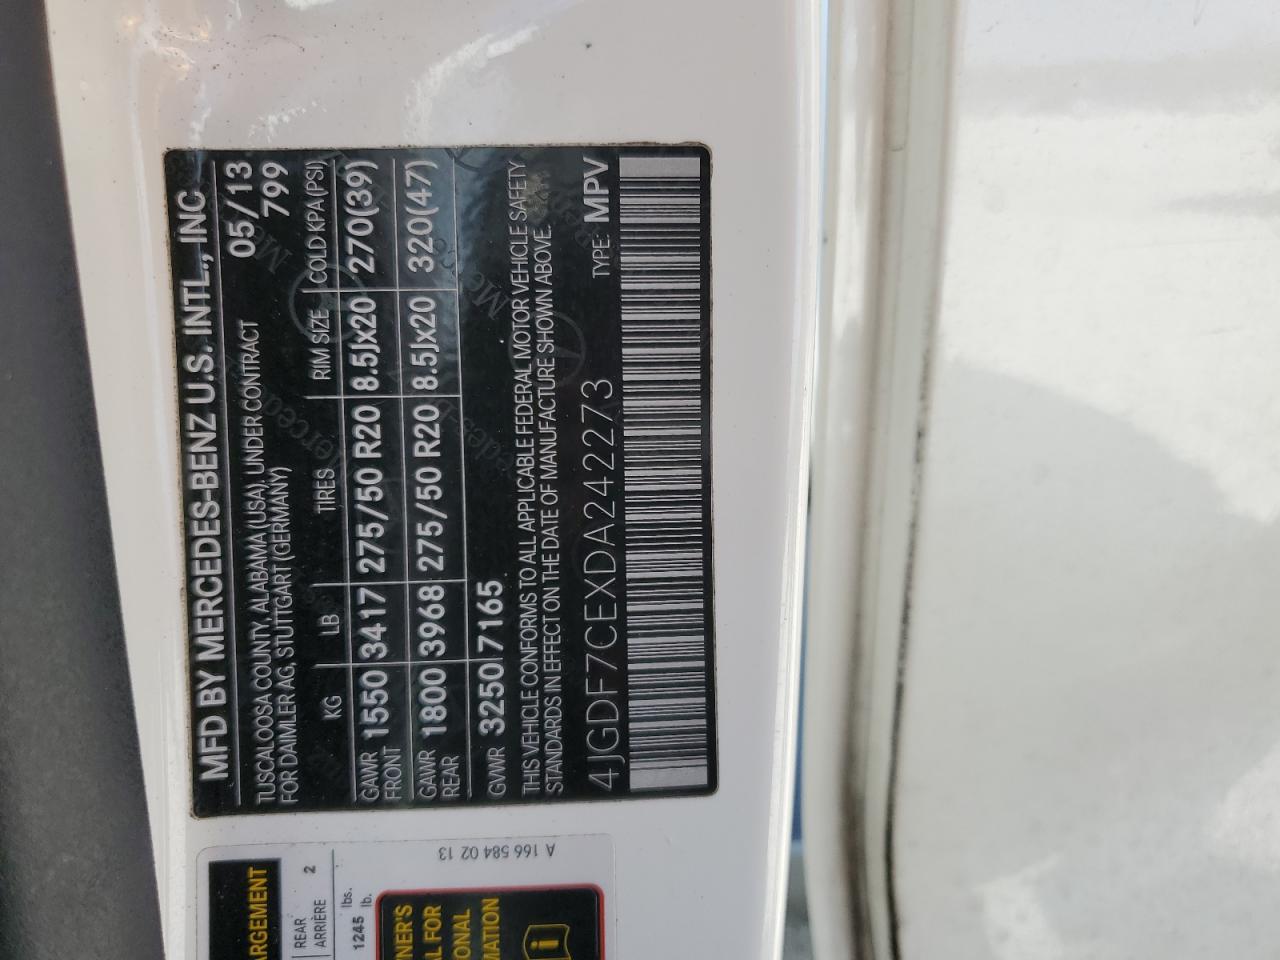 MFD BY MERCEDES-BENZ U.S. INTL., INC
TUSCALOOSA COUNTY, ALABAMA (USA), UNDER CONTRACT 05/13
FOR DAIMLER AG, STUTTGART (GERMANY) 799
KG LB TIRES RIM SIZE COLD KPA(PSI)
GAWR FRONT 1550 3417 275/50 R20 8.5Jx20 270(39)
GAWR REAR 1800 3968 275/50 R20 8.5Jx20 320(47)
GVWR 3250 7165
THIS VEHICLE CONFORMS TO ALL APPLICABLE FEDERAL MOTOR VEHICLE SAFETY
STANDARDS IN EFFECT ON THE DATE OF MANUFACTURE SHOWN ABOVE.
4JGDF7CEXDA242273 TYPE: MPV
A 166 584 02 13
REAR 2
ARRIÈRE
1245 lbs.
lb.